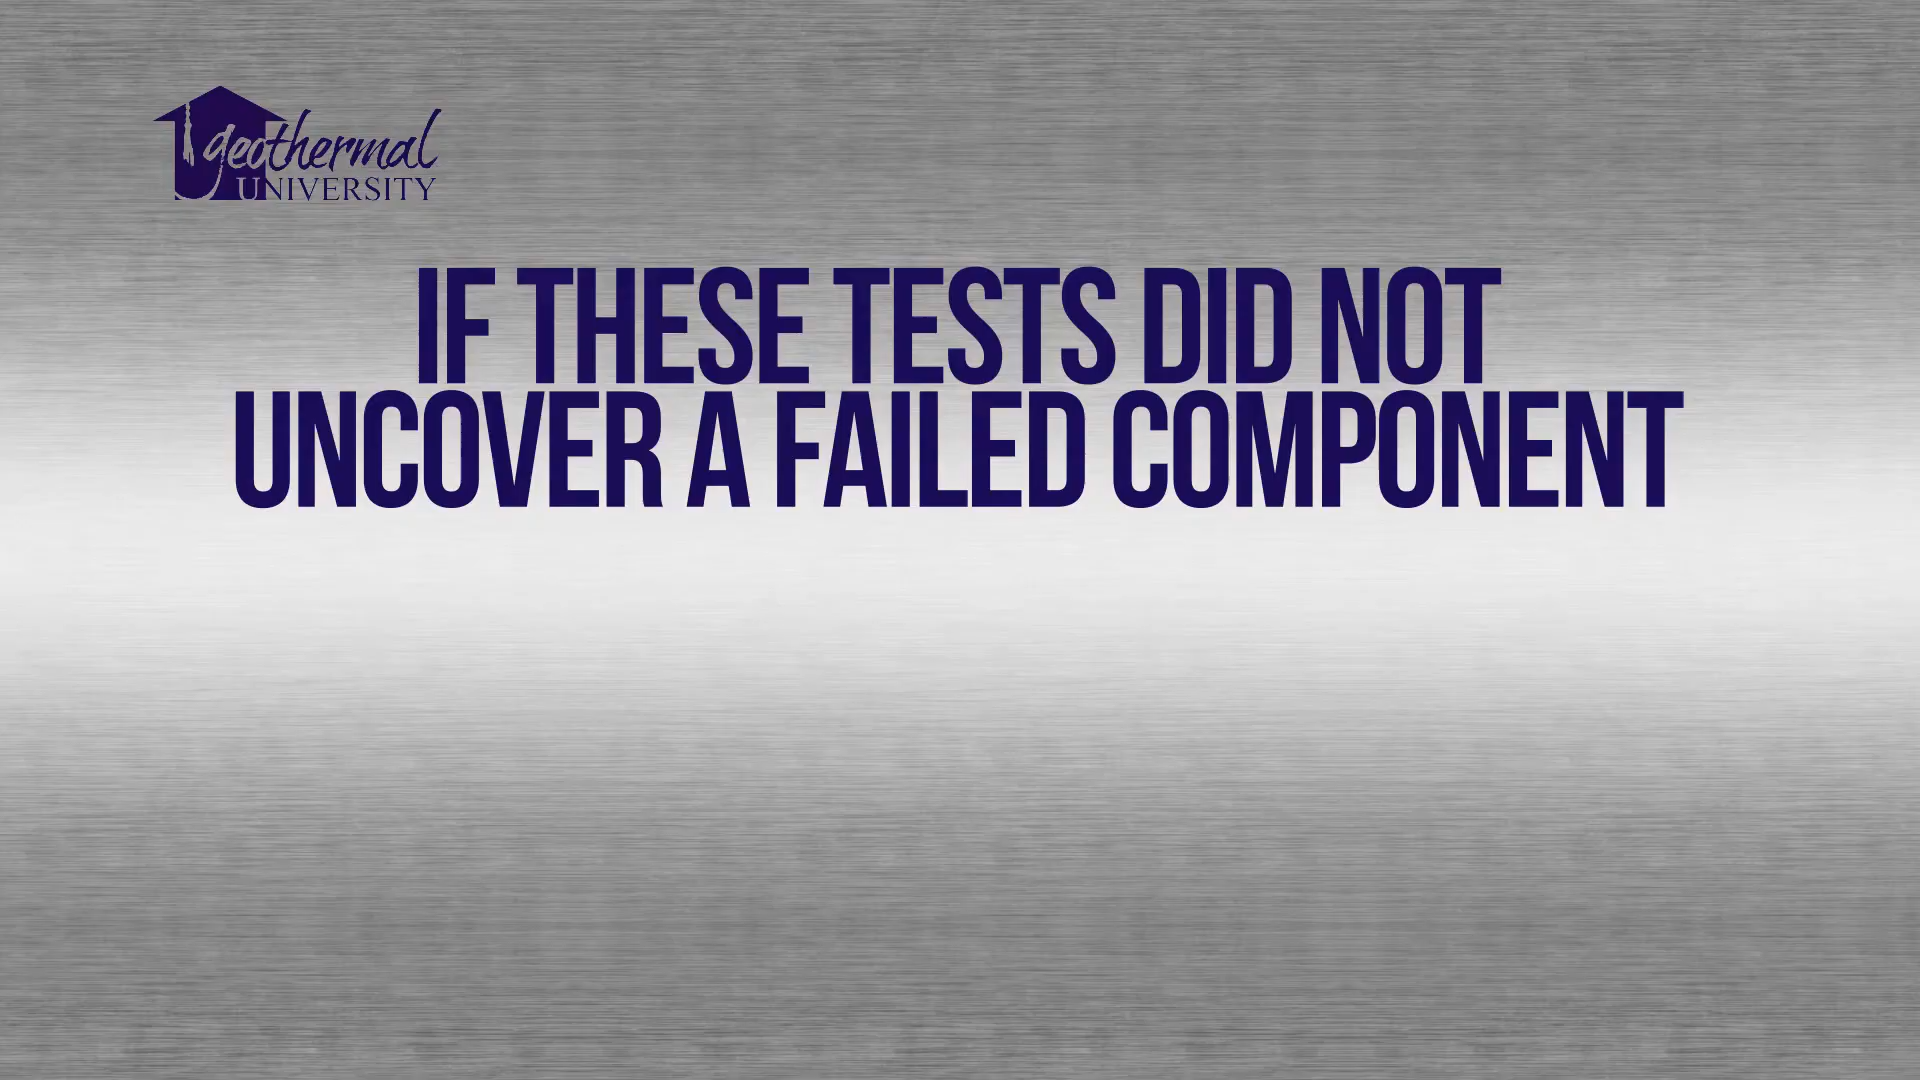 geothermal
UNIVERSITY
IF THESE TESTS DID NOT
UNCOVER A FAILED COMPONENT